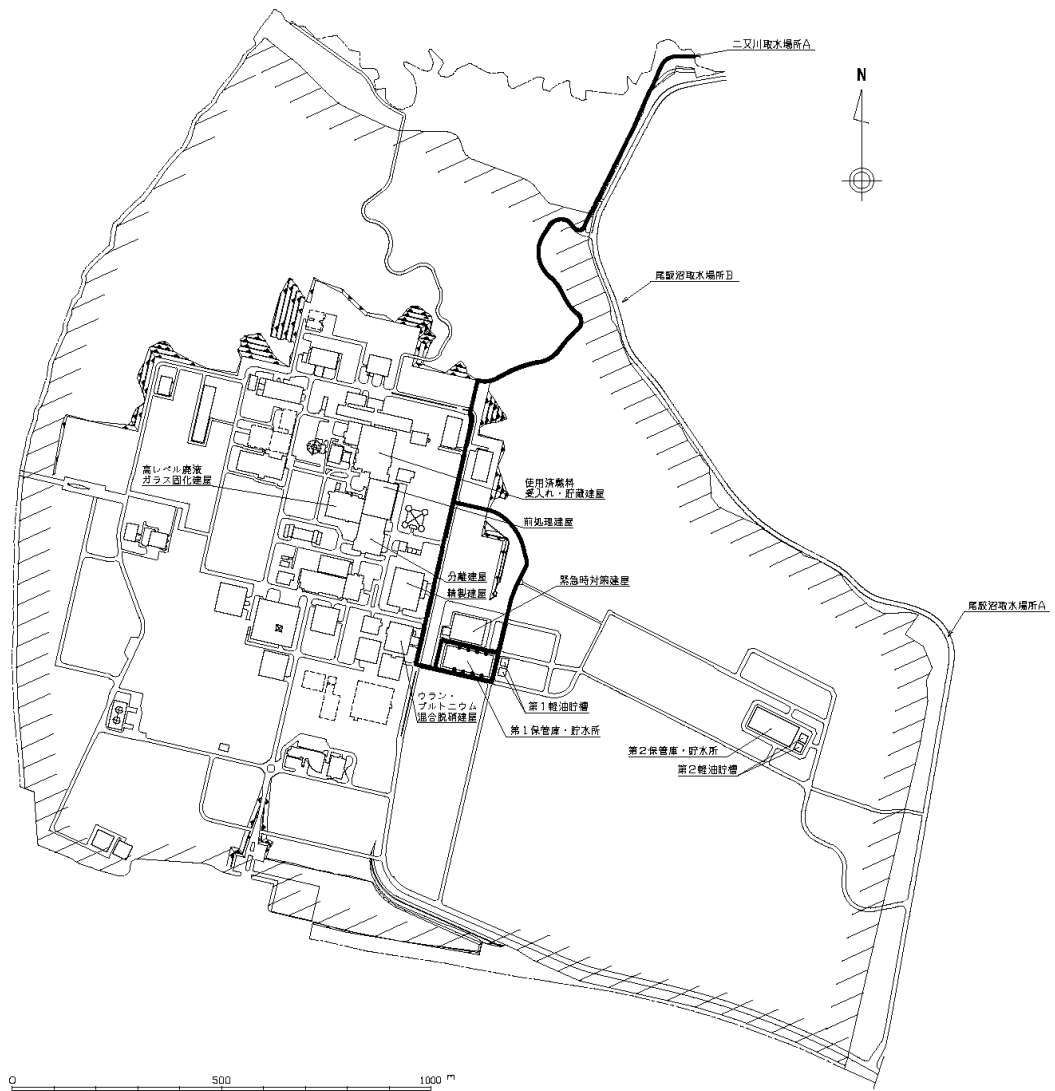 二又川取水場所A
N
尾駮沼取水場所B
高レベル廃液
ガラス固化建屋
使用済燃料
受入れ・貯蔵建屋
前処理建屋
分離建屋
精製建屋
緊急時対策建屋
尾駮沼取水場所A
ウラン・
プルトニウム
混合脱硝建屋
第1軽油貯槽
第1保管庫・貯水所
第2保管庫・貯水所
第2軽油貯槽
0 500 1000 m